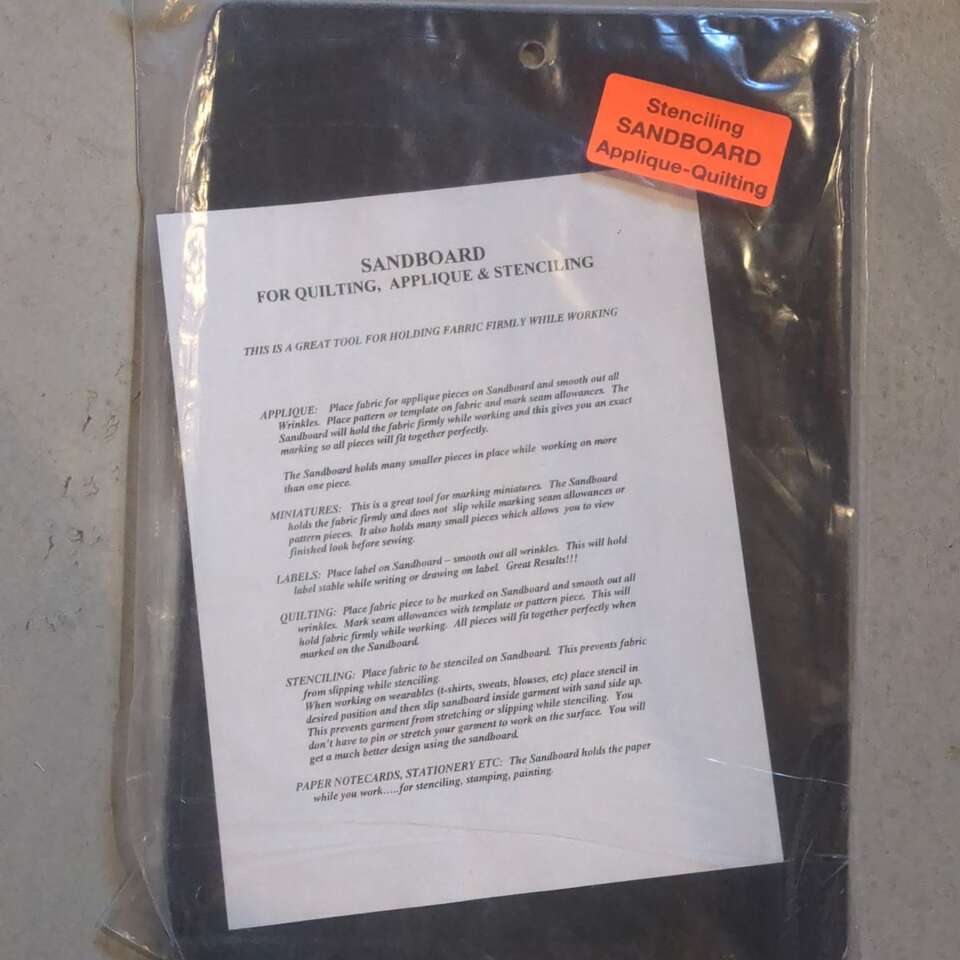 Stenciling
SANDBOARD
Applique-Quilting
SANDBOARD
FOR QUILTING, APPLIQUE & STENCILING
THIS IS A GREAT TOOL FOR HOLDING FABRIC FIRMLY WHILE WORKING
APPLIQUE: Place fabric for applique pieces on Sandboard and smooth out all
Wrinkles. Place pattern or template on fabric and mark seam allowances. The
Sandboard will hold the fabric firmly while working and this gives you an exact
marking so all pieces will fit together perfectly.
The Sandboard holds many smaller pieces in place while working on more
than one piece.
MINIATURES: This is a great tool for marking miniatures. The Sandboard
holds the fabric firmly and does not slip while marking seam allowances or
pattern pieces. It also holds many small pieces which allows you to view
finished look before sewing.
LABELS: Place label on Sandboard – smooth out all wrinkles. This will hold
label stable while writing or drawing on label. Great Results!!!
QUILTING: Place fabric piece to be marked on Sandboard and smooth out all
wrinkles. Mark seam allowances with template or pattern piece. This will
hold fabric firmly while working. All pieces will fit together perfectly when
marked on the Sandboard.
STENCILING: Place fabric to be stenciled on Sandboard. This prevents fabric
from slipping while stenciling.
When working on wearables (t-shirts, sweats, blouses, etc) place stencil in
desired position and then slip sandboard inside garment with sand side up.
This prevents garment from stretching or slipping while stenciling. You
don't have to pin or stretch your garment to work on the surface. You will
get a much better design using the sandboard.
PAPER NOTECARDS, STATIONERY ETC: The Sandboard holds the paper
while you work.....for stenciling, stamping, painting.